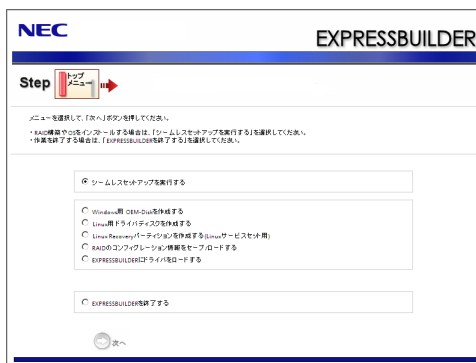 NEC
EXPRESSBUILDER
Step トップメニュー
メニューを選択して、「次へ」ボタンを押してください。
・RAID構築やOSをインストールする場合は、「シームレスセットアップを実行する」を選択してください。
・作業を終了する場合は、「EXPRESSBUILDERを終了する」を選択してください。
シームレスセットアップを実行する
Windows用 OEM-Diskを作成する
Linux用ドライバディスクを作成する
Linux Recoveryパーティションを作成する(Linuxサービスセット用)
RAIDのコンフィグレーション情報をセーブ/ロードする
EXPRESSBUILDERにドライバをロードする
EXPRESSBUILDERを終了する
次へ